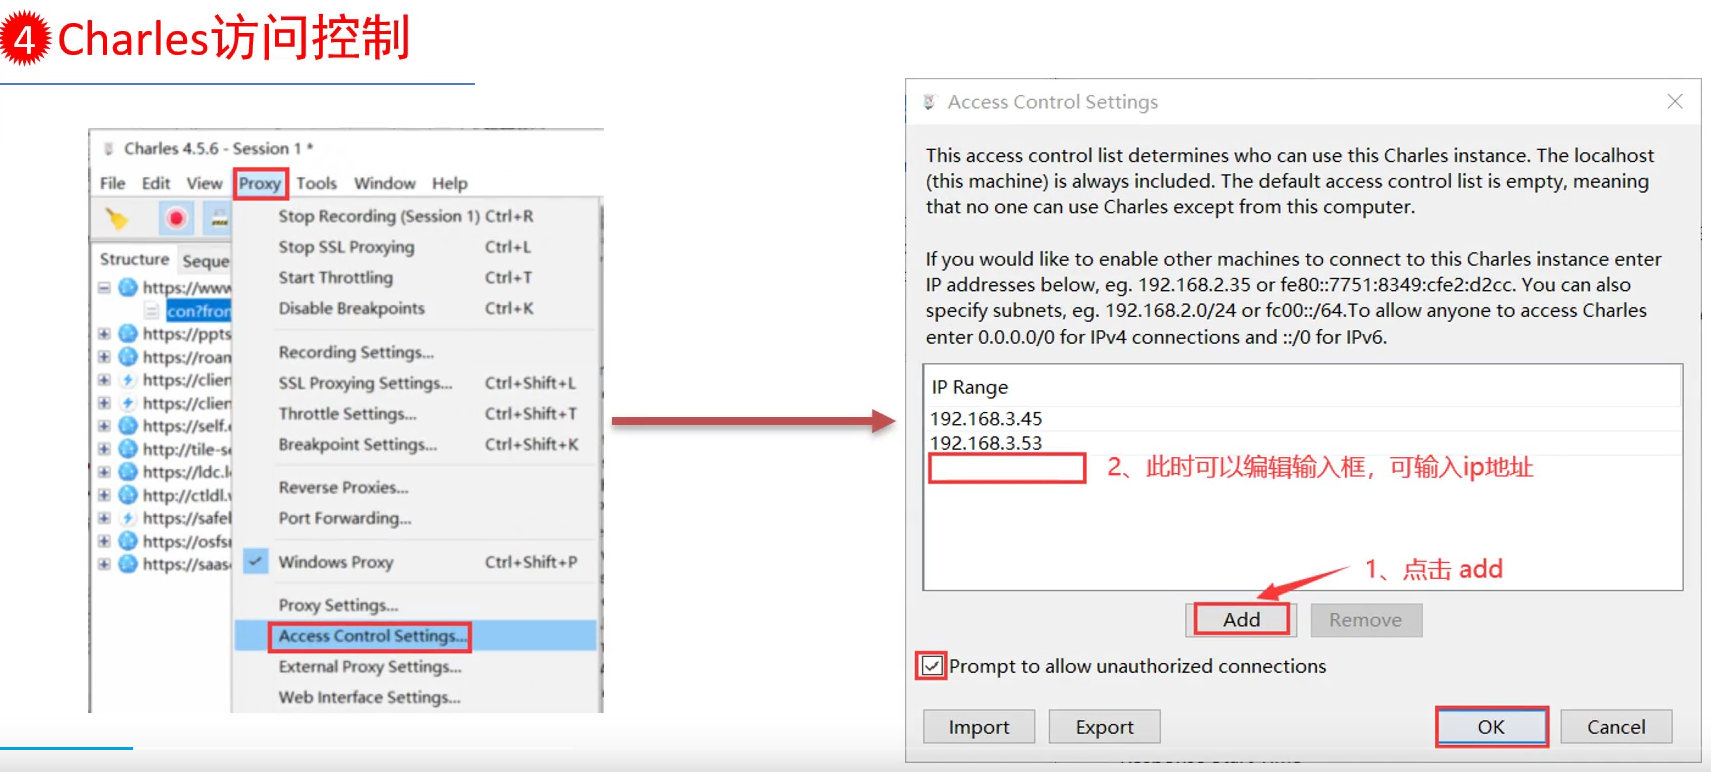 4 Charles访问控制
Charles 4.5.6 - Session 1 *
File Edit View Proxy Tools Window Help
Stop Recording (Session 1) Ctrl+R
Stop SSL Proxying Ctrl+L
Start Throttling Ctrl+T
Disable Breakpoints Ctrl+K
Recording Settings...
SSL Proxying Settings... Ctrl+Shift+L
Throttle Settings... Ctrl+Shift+T
Breakpoint Settings... Ctrl+Shift+K
Reverse Proxies...
Port Forwarding...
Windows Proxy Ctrl+Shift+P
Proxy Settings...
Access Control Settings...
External Proxy Settings...
Web Interface Settings...
Structure Seque
https://www
con?fron
https://ppts
https://roan
https://clien
https://clien
https://self.
http://tile-se
https://ldc.l
http://ctldl.
https://safel
https://osfs
https://saas
Access Control Settings
This access control list determines who can use this Charles instance. The localhost
(this machine) is always included. The default access control list is empty, meaning
that no one can use Charles except from this computer.
If you would like to enable other machines to connect to this Charles instance enter
IP addresses below, eg. 192.168.2.35 or fe80::7751:8349:cfe2:d2cc. You can also
specify subnets, eg. 192.168.2.0/24 or fc00::/64.To allow anyone to access Charles
enter 0.0.0.0/0 for IPv4 connections and ::/0 for IPv6.
IP Range
192.168.3.45
192.168.3.53
2、此时可以编辑输入框，可输入ip地址
1、点击 add
Add Remove
Prompt to allow unauthorized connections
Import Export OK Cancel